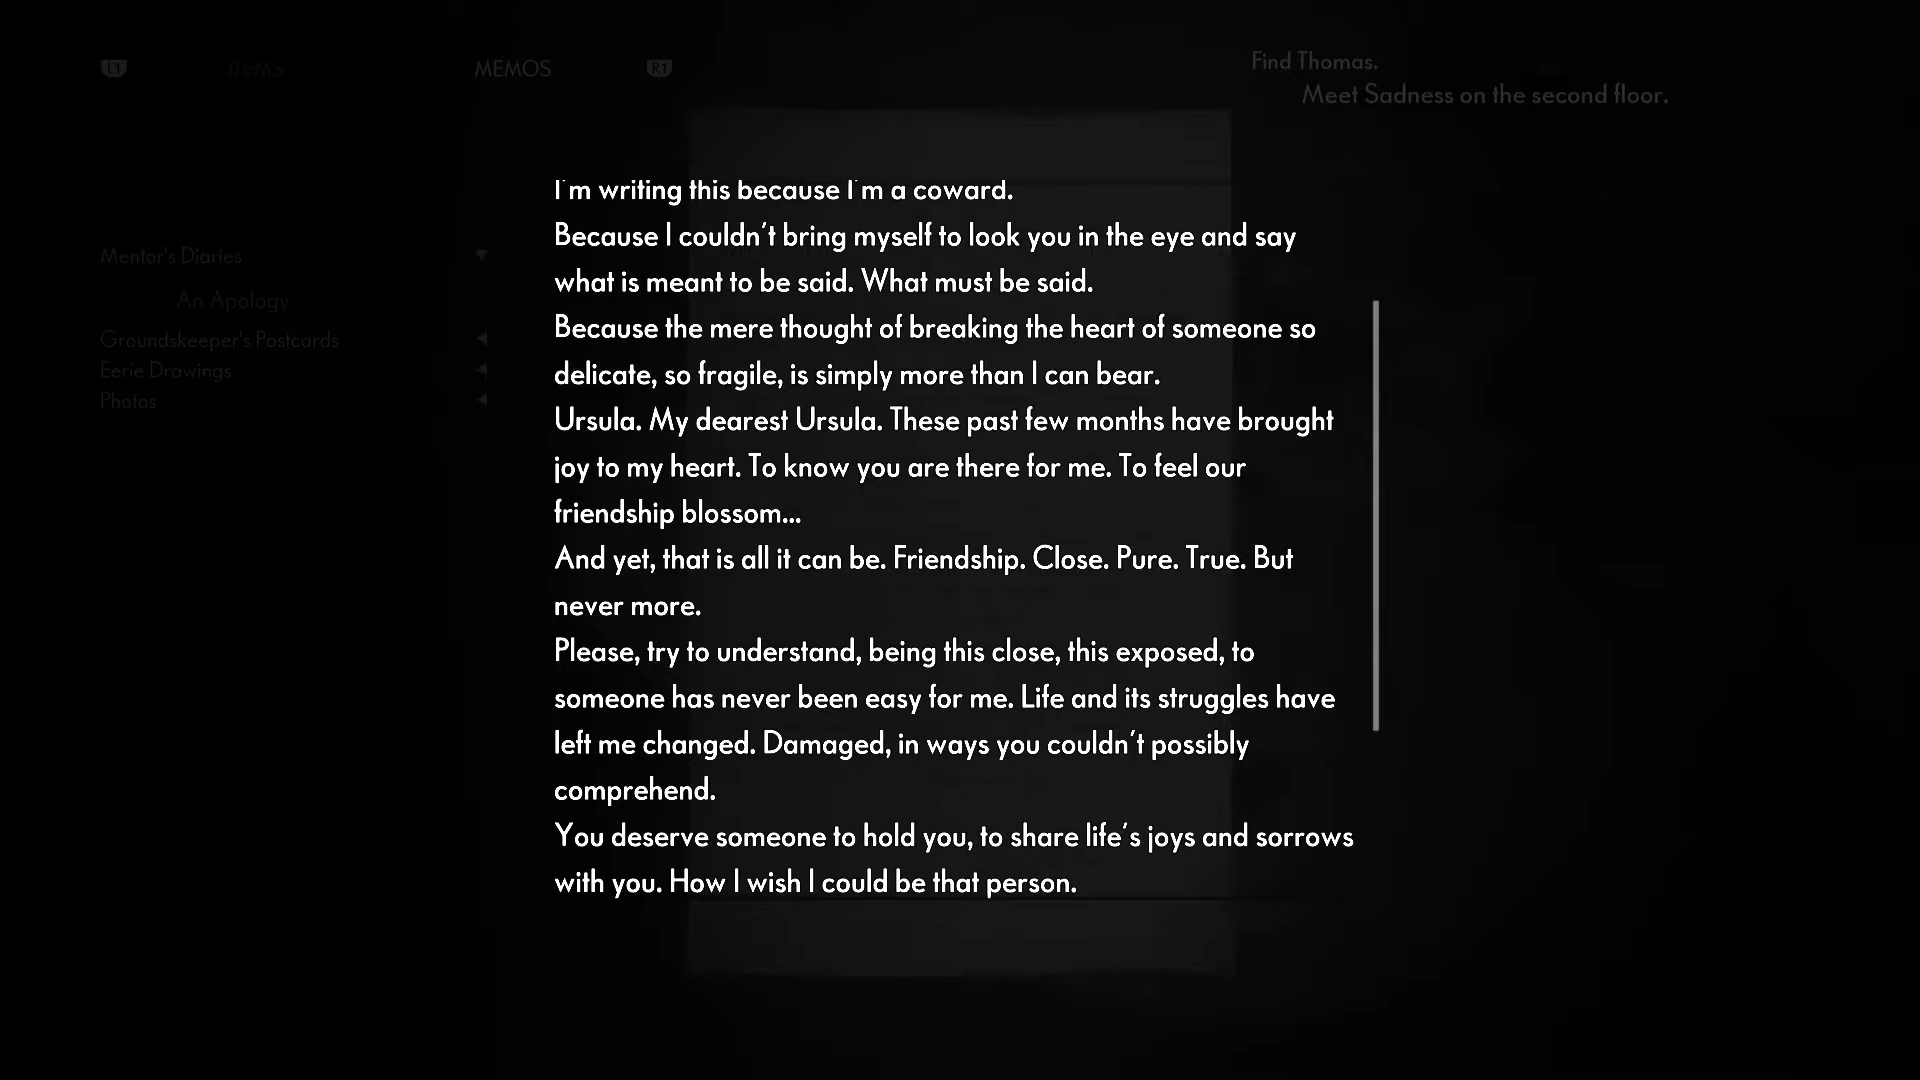 L1
ITEMS
MEMOS
R1
Find Thomas.
Meet Sadness on the second floor.
Mentor's Diaries
An Apology
Groundskeeper's Postcards
Eerie Drawings
Photos
I'm writing this because I'm a coward.
Because I couldn't bring myself to look you in the eye and say
what is meant to be said. What must be said.
Because the mere thought of breaking the heart of someone so
delicate, so fragile, is simply more than I can bear.
Ursula. My dearest Ursula. These past few months have brought
joy to my heart. To know you are there for me. To feel our
friendship blossom...
And yet, that is all it can be. Friendship. Close. Pure. True. But
never more.
Please, try to understand, being this close, this exposed, to
someone has never been easy for me. Life and its struggles have
left me changed. Damaged, in ways you couldn't possibly
comprehend.
You deserve someone to hold you, to share life's joys and sorrows
with you. How I wish I could be that person.